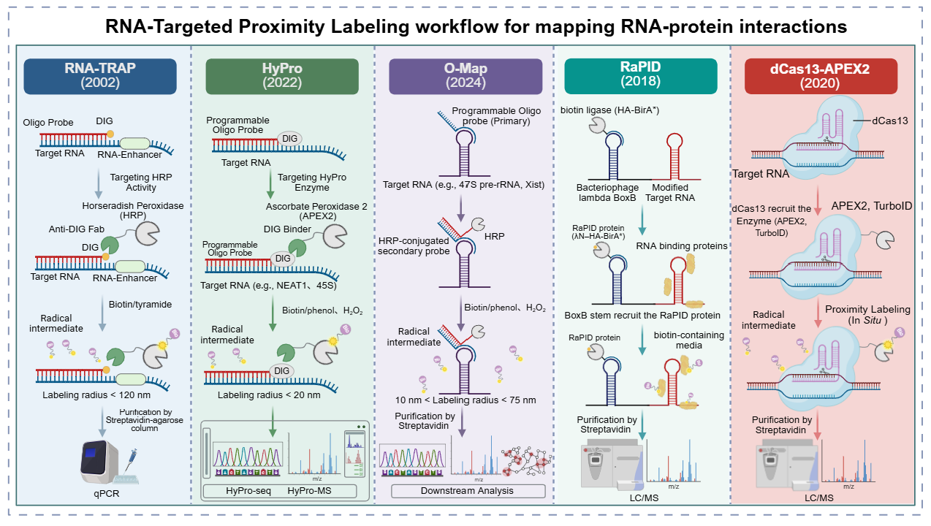 RNA-Targeted Proximity Labeling workflow for mapping RNA-protein interactions
RNA-TRAP
(2002)
Oligo Probe
DIG
Target RNA
RNA-Enhancer
Targeting HRP
Activity
Horseradish Peroxidase
(HRP)
Anti-DIG Fab
DIG
Target RNA
RNA-Enhancer
Biotin/tyramide
Radical
intermediate
Labeling radius < 120 nm
Purification by
Streptavidin-agarose
column
qPCR
HyPro
(2022)
Programmable
Oligo Probe
DIG
Target RNA
Targeting HyPro
Enzyme
Ascorbate Peroxidase 2
(APEX2)
DIG Binder
Programmable
Oligo Probe
DIG
Target RNA (e.g., NEAT1、45S)
Biotin/phenol、H₂O₂
Radical
intermediate
DIG
Labeling radius < 20 nm
m/z
HyPro-seq
HyPro-MS
O-Map
(2024)
Programmable Oligo
probe (Primary)
Target RNA (e.g., 47S pre-rRNA, Xist)
HRP-conjugated
secondary probe
HRP
Biotin/phenol、H₂O₂
Radical
intermediate
10 nm < Labeling radius < 75 nm
Purification by
Streptavidin
m/z
Downstream Analysis
RaPID
(2018)
biotin ligase (HA-BirA*)
Bacteriophage
lambda BoxB
Modified
Target RNA
RaPID protein
(λN–HA-BirA*)
RNA binding proteins
BoxB stem recruit the RaPID protein
RaPID protein
biotin-containing
media
Purification by
Streptavidin
m/z
LC/MS
dCas13-APEX2
(2020)
dCas13
Target RNA
dCas13 recruit the
Enzyme (APEX2,
TurboID)
APEX2, TurboID
Radical
intermediate
Proximity Labeling
(In Situ )
Purification by
Streptavidin
m/z
LC/MS